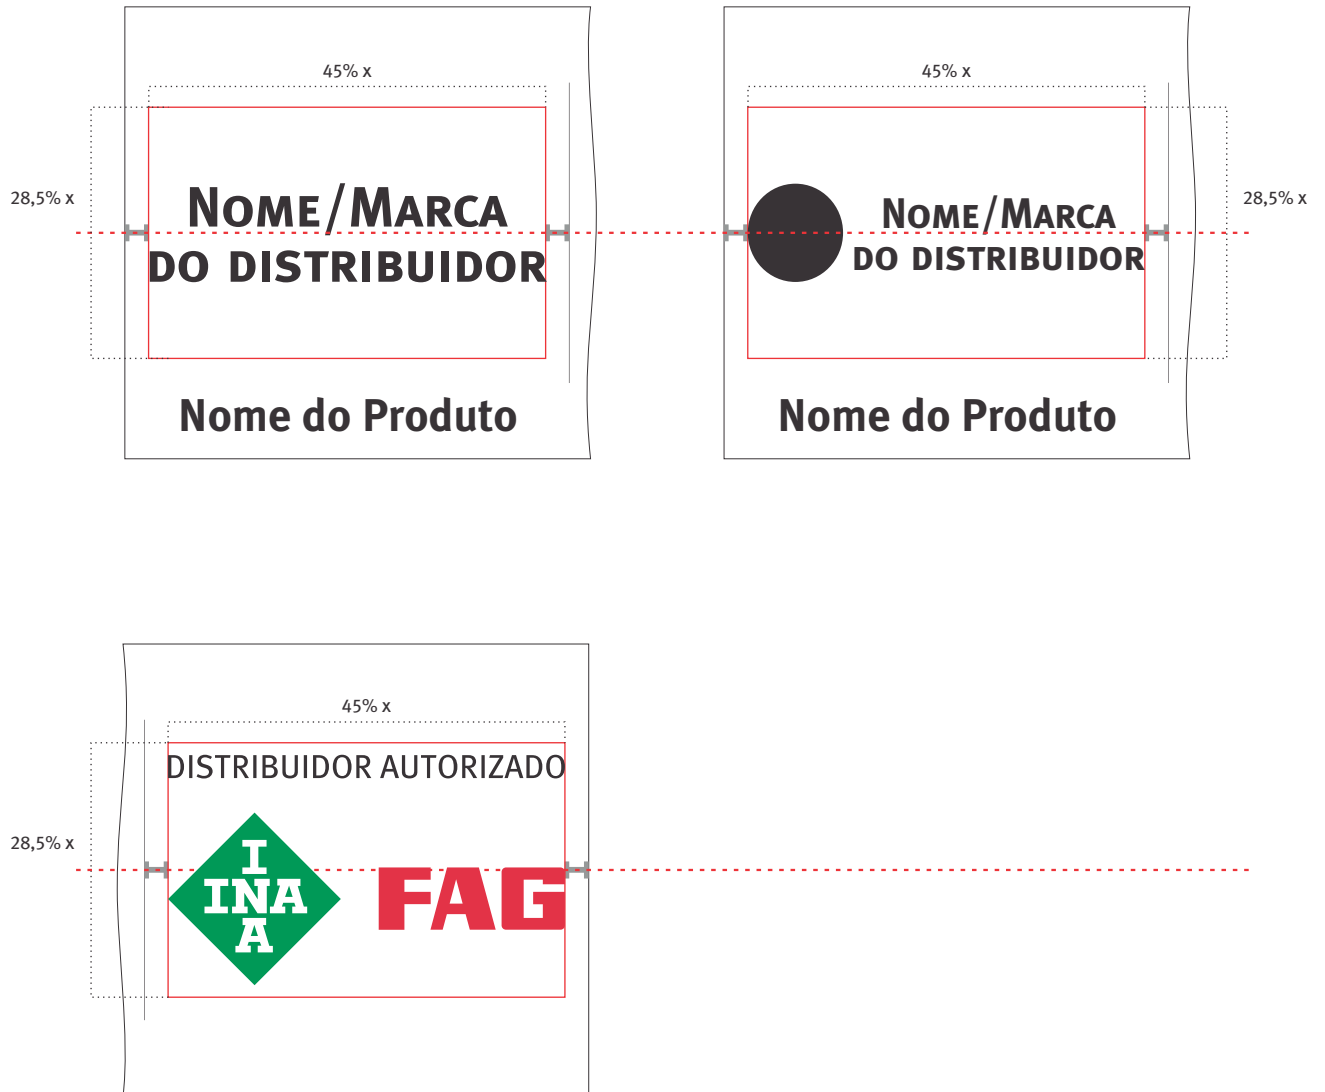 45% x
45% x
28,5% x
28,5% x
NOME/MARCA
DO DISTRIBUIDOR
NOME/MARCA
DO DISTRIBUIDOR
Nome do Produto
Nome do Produto
45% x
DISTRIBUIDOR AUTORIZADO
28,5% x
I
INA
A
FAG